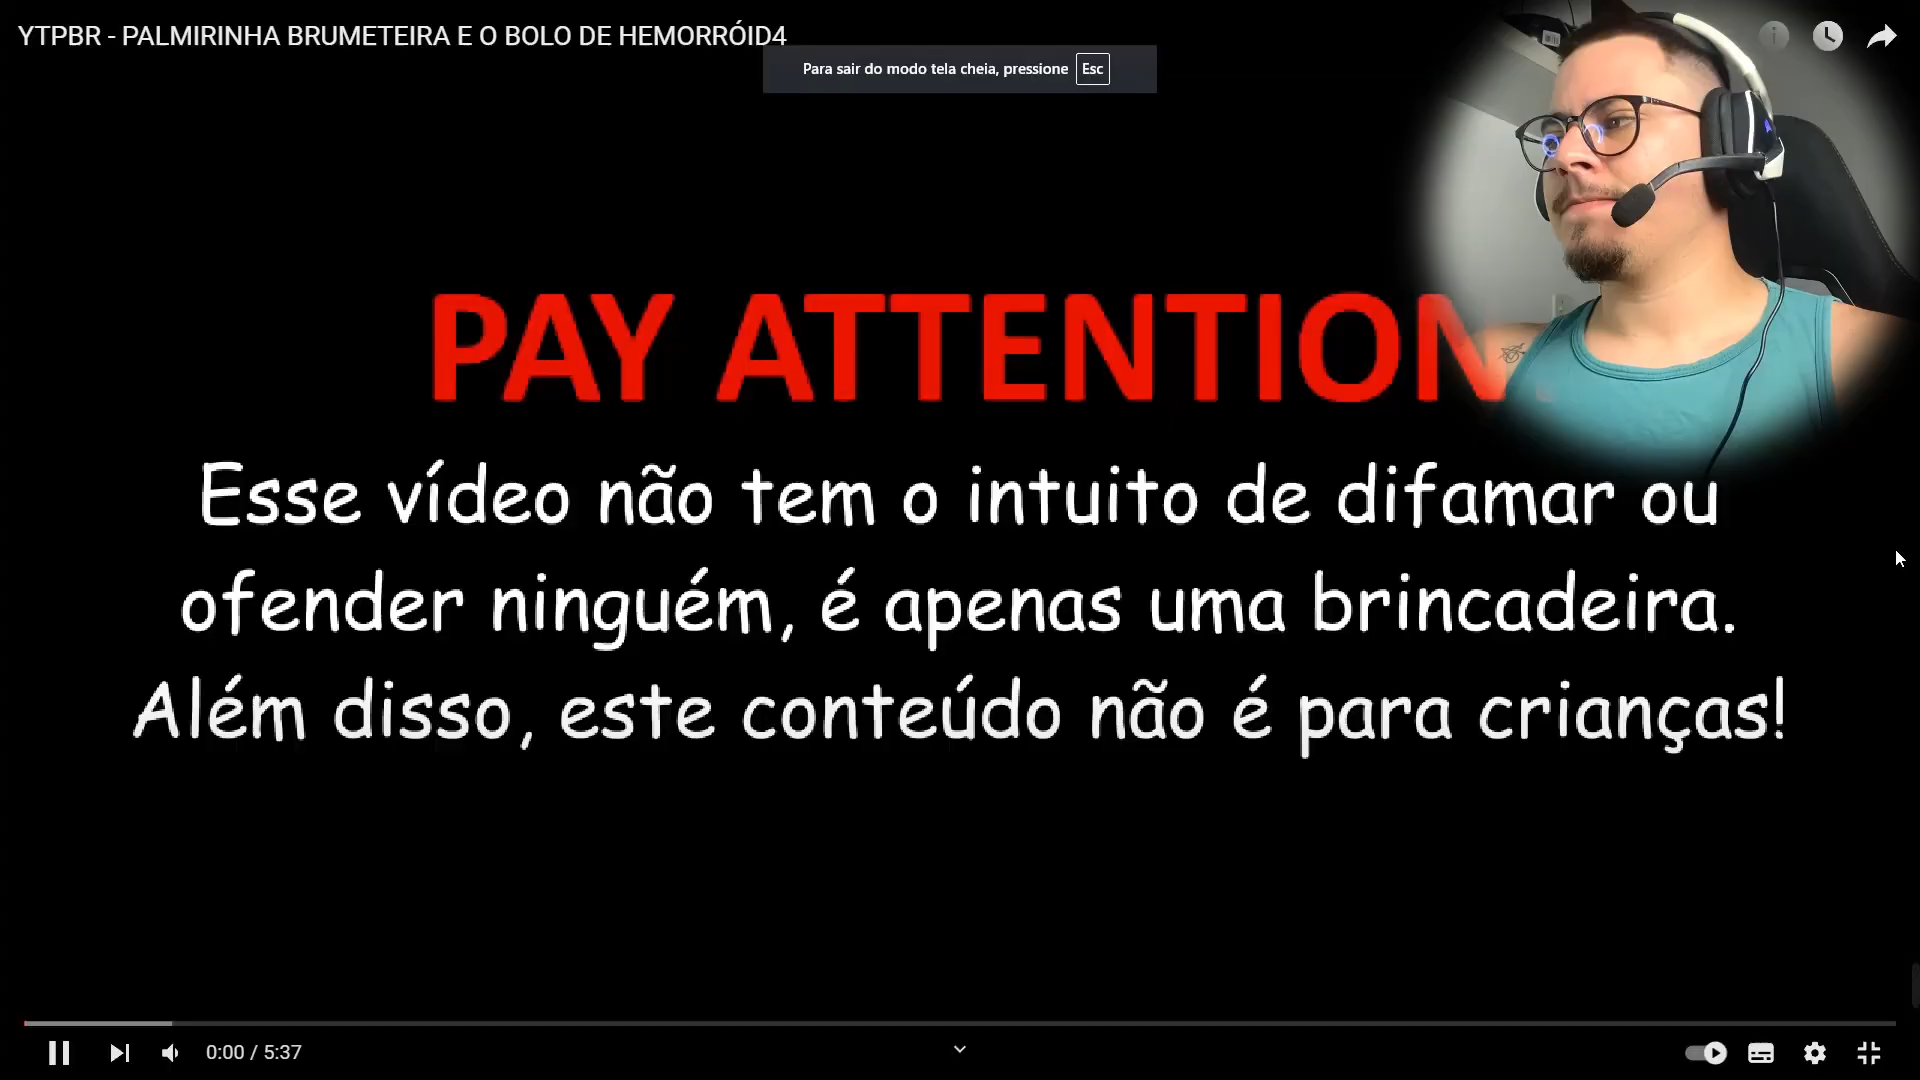 YTPBR - PALMIRINHA BRUMETEIRA E O BOLO DE HEMORRÓID4
Para sair do modo tela cheia, pressione Esc
PAY ATTENTION
Esse vídeo não tem o intuito de difamar ou
ofender ninguém, é apenas uma brincadeira.
Além disso, este conteúdo não é para crianças!
0:00 / 5:37